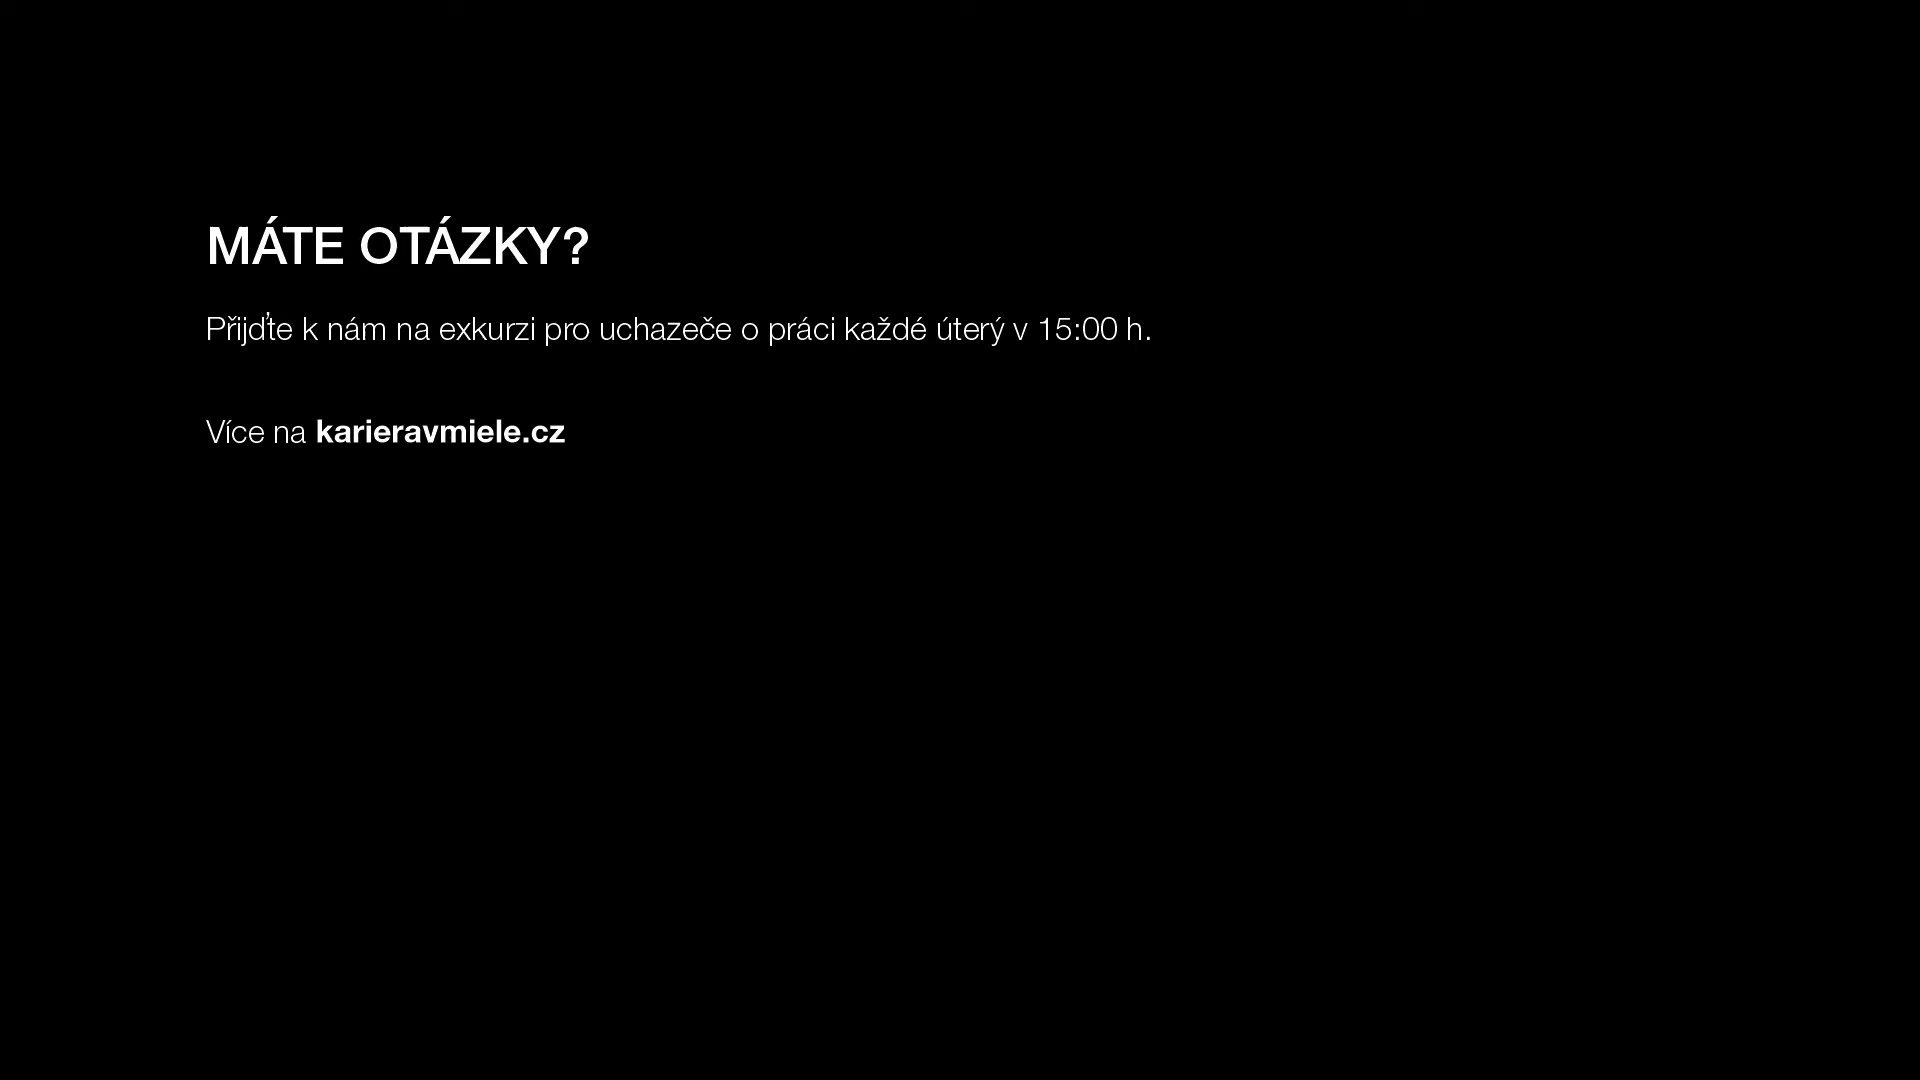 MÁTE OTÁZKY?
Přijďte k nám na exkurzi pro uchazeče o práci každé úterý v 15:00 h.
Více na karieravmiele.cz